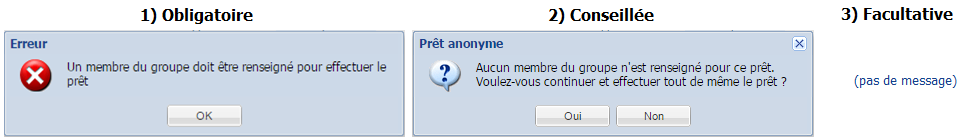 1) Obligatoire
2) Conseillée
3) Facultative
Erreur
Un membre du groupe doit être renseigné pour effectuer le
prêt
OK
Prêt anonyme
Aucun membre du groupe n'est renseigné pour ce prêt.
Voulez-vous continuer et effectuer tout de même le prêt ?
Oui
Non
(pas de message)